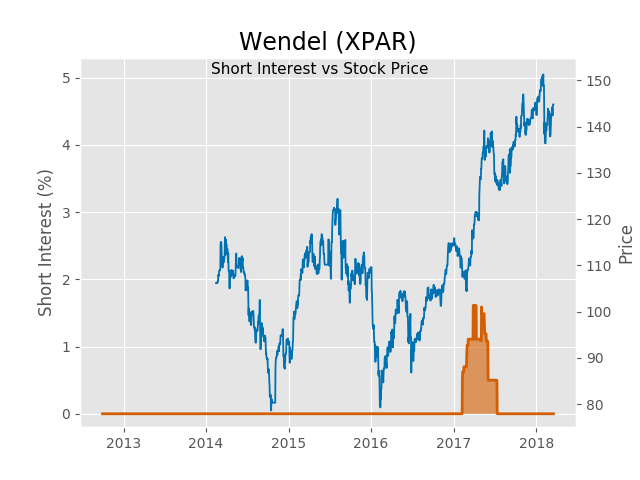 Wendel (XPAR)
Short Interest vs Stock Price
Short Interest (%)
5
4
3
2
1
0
150
140
130
120
110
100
90
80
Price
2013 2014 2015 2016 2017 2018